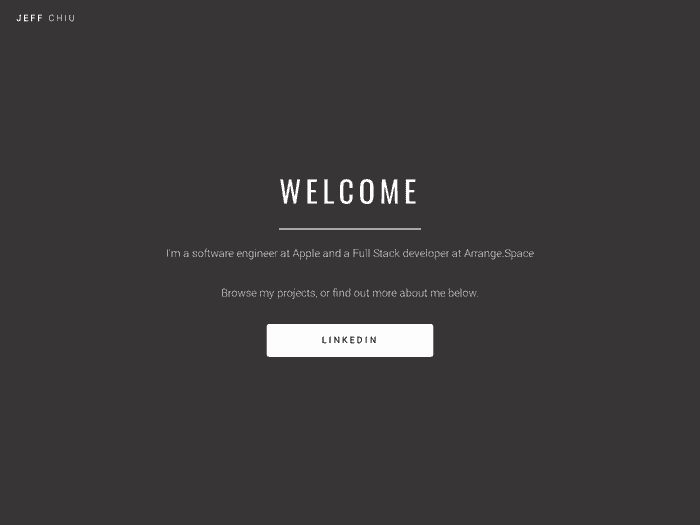 JEFF CHIU
WELCOME
I'm a software engineer at Apple and a Full Stack developer at Arrange.Space
Browse my projects, or find out more about me below.
LINKEDIN